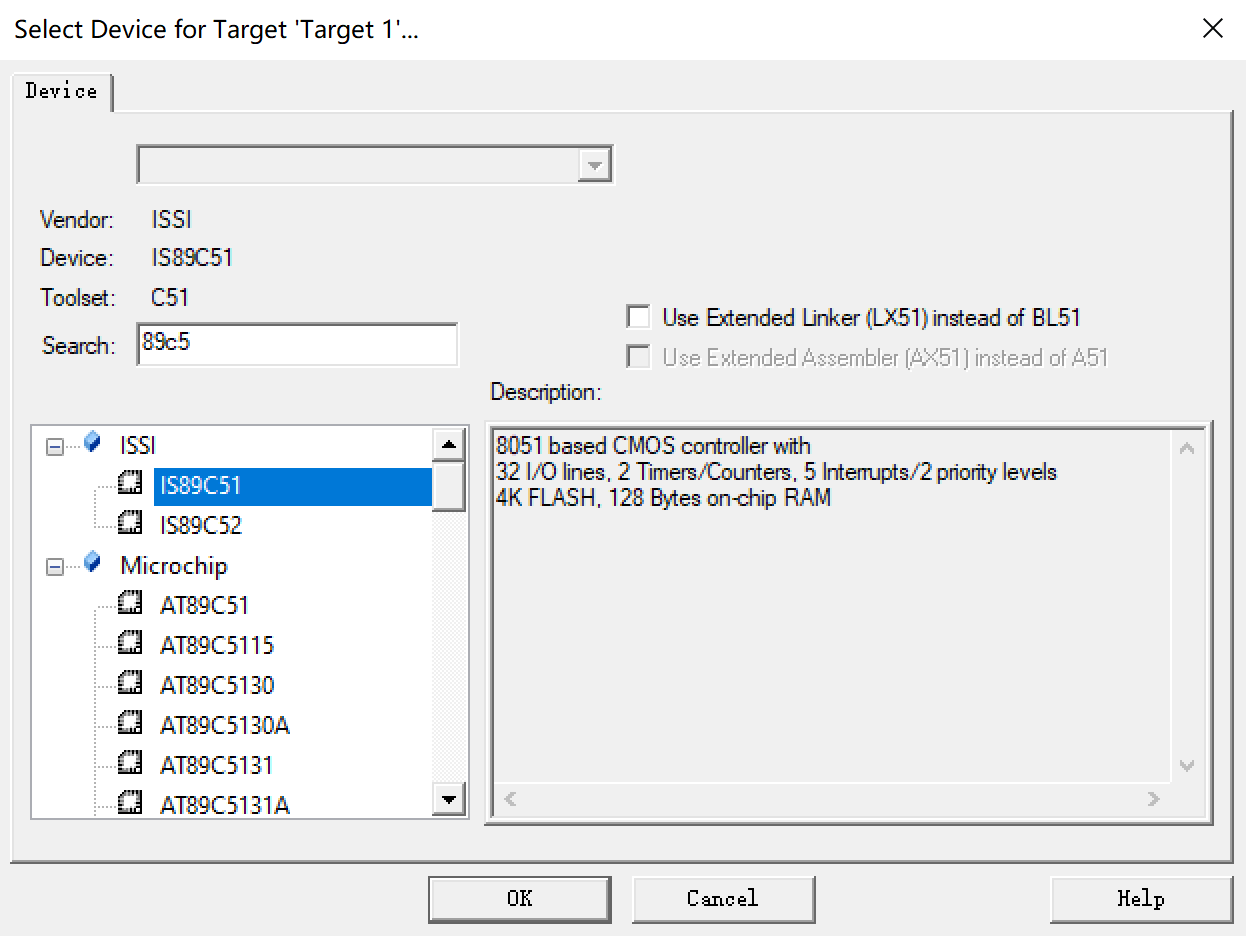 Select Device for Target 'Target 1'...
Device
Vendor: ISSI
Device: IS89C51
Toolset: C51
Search: 89c5
Use Extended Linker (LX51) instead of BL51
Use Extended Assembler (AX51) instead of A51
Description:
ISSI
IS89C51
IS89C52
Microchip
AT89C51
AT89C5115
AT89C5130
AT89C5130A
AT89C5131
AT89C5131A
8051 based CMOS controller with
32 I/O lines, 2 Timers/Counters, 5 Interrupts/2 priority levels
4K FLASH, 128 Bytes on-chip RAM
OK
Cancel
Help